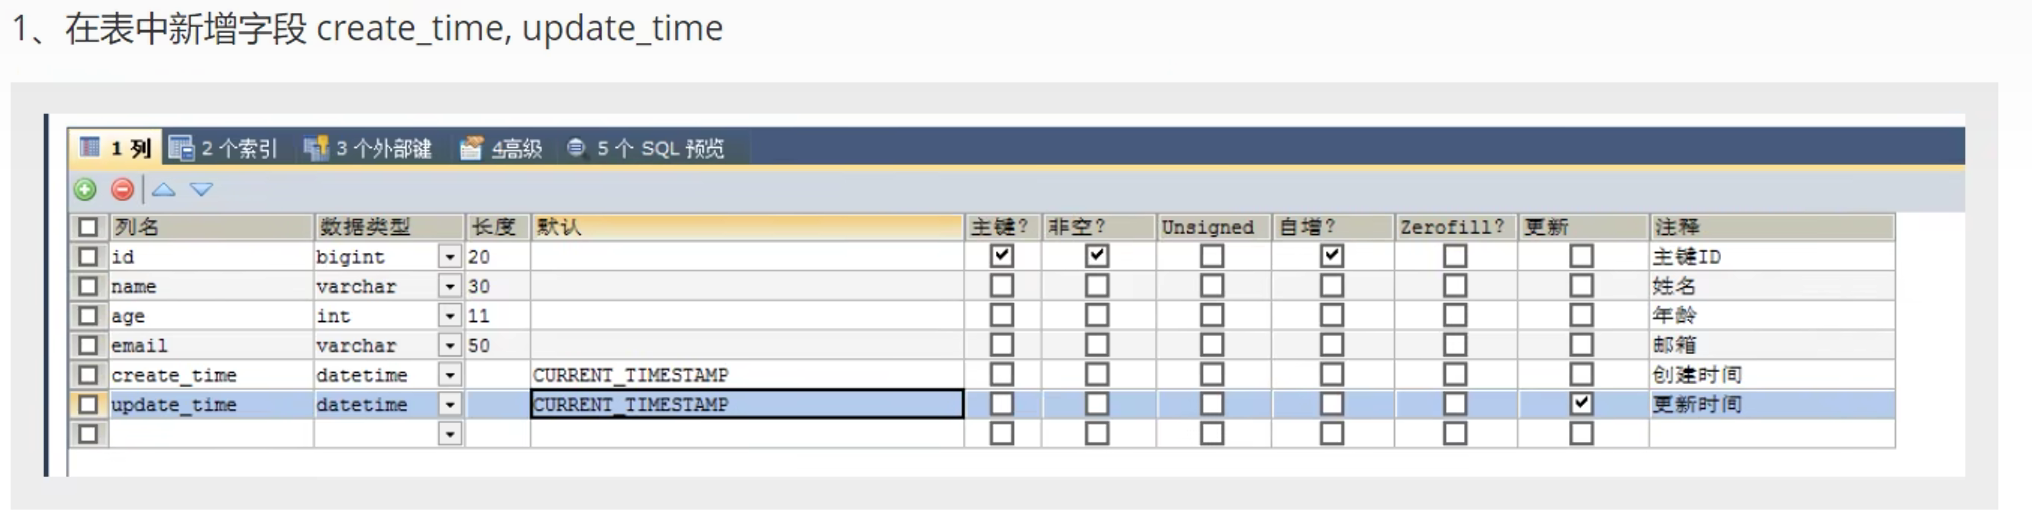 1、在表中新增字段 create_time, update_time
1 列 2 个索引 3 个外部键 4高级 5 个 SQL 预览
列名 数据类型 长度 默认 主键? 非空? Unsigned 自增? Zerofill? 更新 注释
id bigint 20 主键ID
name varchar 30 姓名
age int 11 年龄
email varchar 50 邮箱
create_time datetime CURRENT_TIMESTAMP 创建时间
update_time datetime CURRENT_TIMESTAMP 更新时间